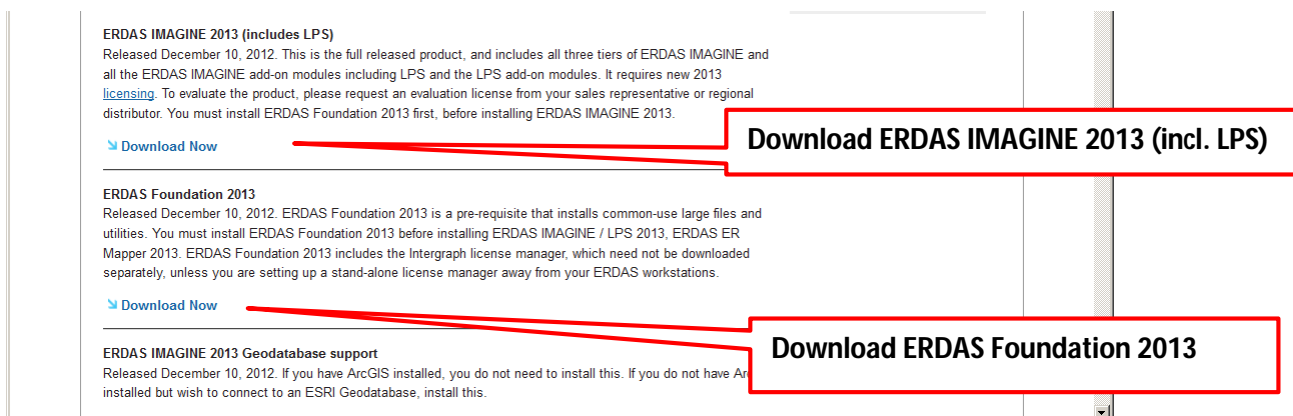 ERDAS IMAGINE 2013 (includes LPS)
Released December 10, 2012. This is the full released product, and includes all three tiers of ERDAS IMAGINE and
all the ERDAS IMAGINE add-on modules including LPS and the LPS add-on modules. It requires new 2013
licensing. To evaluate the product, please request an evaluation license from your sales representative or regional
distributor. You must install ERDAS Foundation 2013 first, before installing ERDAS IMAGINE 2013.
Download Now
Download ERDAS IMAGINE 2013 (incl. LPS)
ERDAS Foundation 2013
Released December 10, 2012. ERDAS Foundation 2013 is a pre-requisite that installs common-use large files and
utilities. You must install ERDAS Foundation 2013 before installing ERDAS IMAGINE / LPS 2013, ERDAS ER
Mapper 2013. ERDAS Foundation 2013 includes the Intergraph license manager, which need not be downloaded
separately, unless you are setting up a stand-alone license manager away from your ERDAS workstations.
Download Now
Download ERDAS Foundation 2013
ERDAS IMAGINE 2013 Geodatabase support
Released December 10, 2012. If you have ArcGIS installed, you do not need to install this. If you do not have
installed but wish to connect to an ESRI Geodatabase, install this.